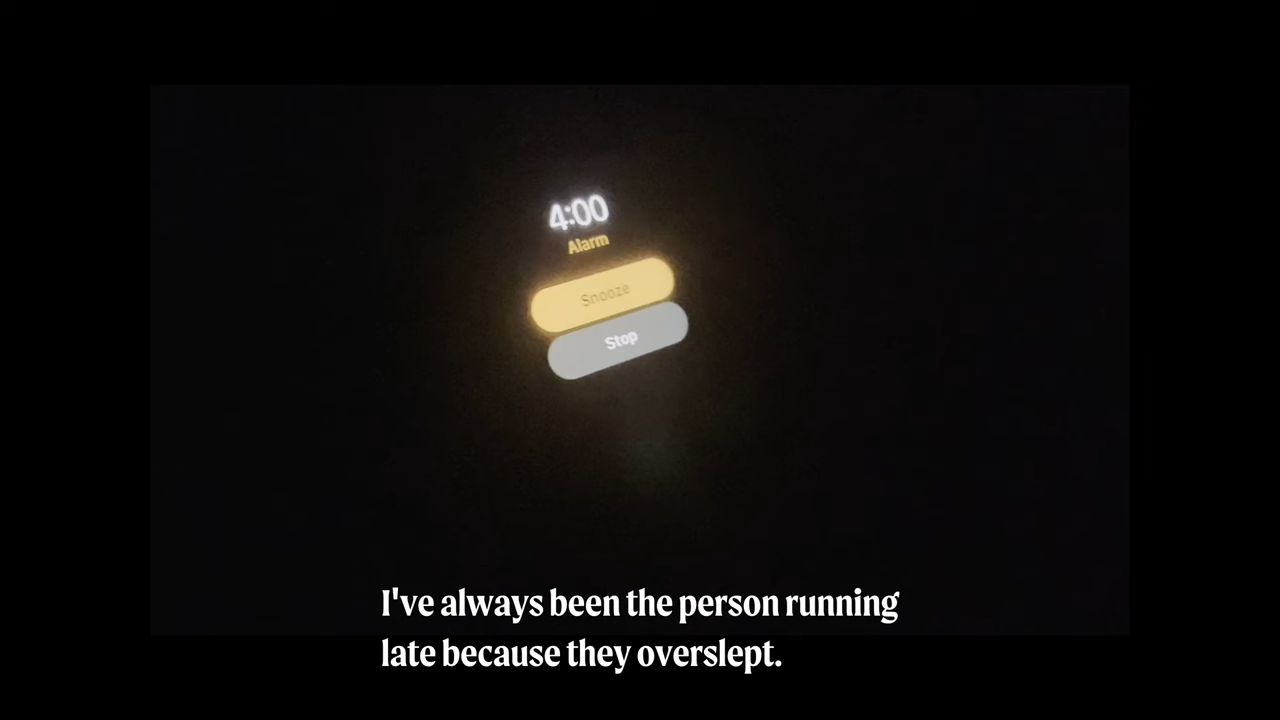 4:00
Alarm
Snooze
Stop
I've always been the person running
late because they overslept.